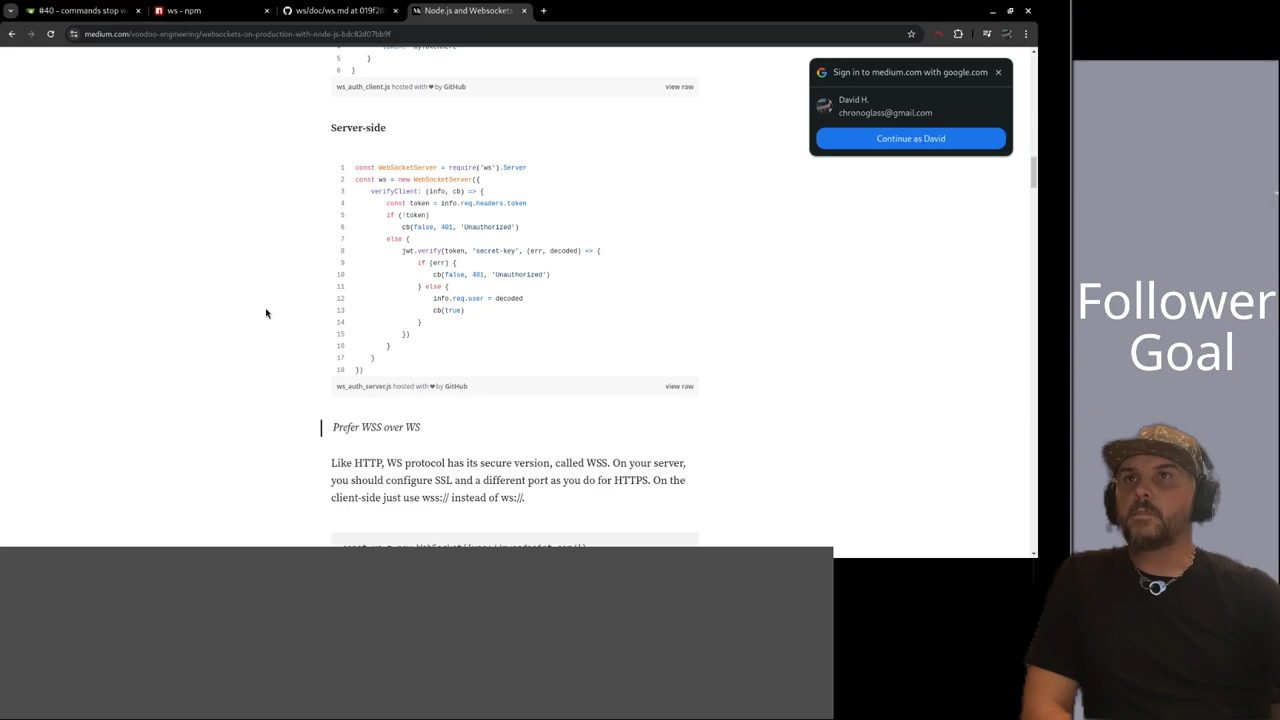 #40 - commands stop w
ws - npm
ws/doc/ws.md at 019f28
Node.js and Websockets
medium.com/voodoo-engineering/websockets-on-production-with-node-js-bdc82d07bb9f
5 }
6 }
ws_auth_client.js hosted with ❤ by GitHub
view raw
Sign in to medium.com with google.com
David H.
chronoglass@gmail.com
Continue as David
Server-side
1 const WebSocketServer = require('ws').Server
2 const ws = new WebSocketServer({
3 verifyClient: (info, cb) => {
4 const token = info.req.headers.token
5 if (!token)
6 cb(false, 401, 'Unauthorized')
7 else {
8 jwt.verify(token, 'secret-key', (err, decoded) => {
9 if (err) {
10 cb(false, 401, 'Unauthorized')
11 } else {
12 info.req.user = decoded
13 cb(true)
14 }
15 })
16 }
17 }
18 })
ws_auth_server.js hosted with ❤ by GitHub
view raw
Prefer WSS over WS
Like HTTP, WS protocol has its secure version, called WSS. On your server,
you should configure SSL and a different port as you do for HTTPS. On the
client-side just use wss:// instead of ws://.
Follower
Goal